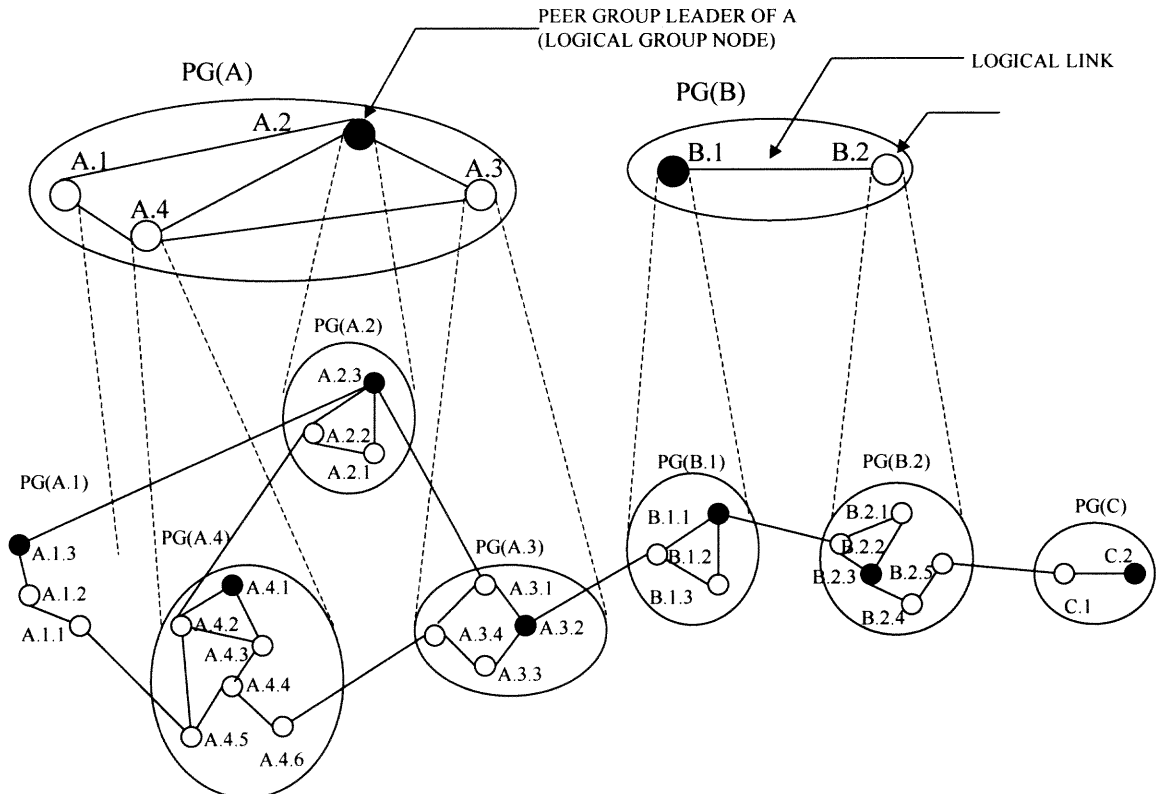 PEER GROUP LEADER OF A
(LOGICAL GROUP NODE)
LOGICAL LINK
PG(A)
PG(B)
A.2
A.1
A.3
A.4
B.1
B.2
PG(A.2)
A.2.3
A.2.2
A.2.1
PG(A.1)
A.1.3
A.1.2
A.1.1
PG(A.4)
A.4.1
A.4.2
A.4.3
A.4.4
A.4.5
A.4.6
PG(A.3)
A.3.1
A.3.2
A.3.4
A.3.3
PG(B.1)
B.1.1
B.1.2
B.1.3
PG(B.2)
B.2.1
B.2.2
B.2.3
B.2.5
B.2.4
PG(C)
C.2
C.1